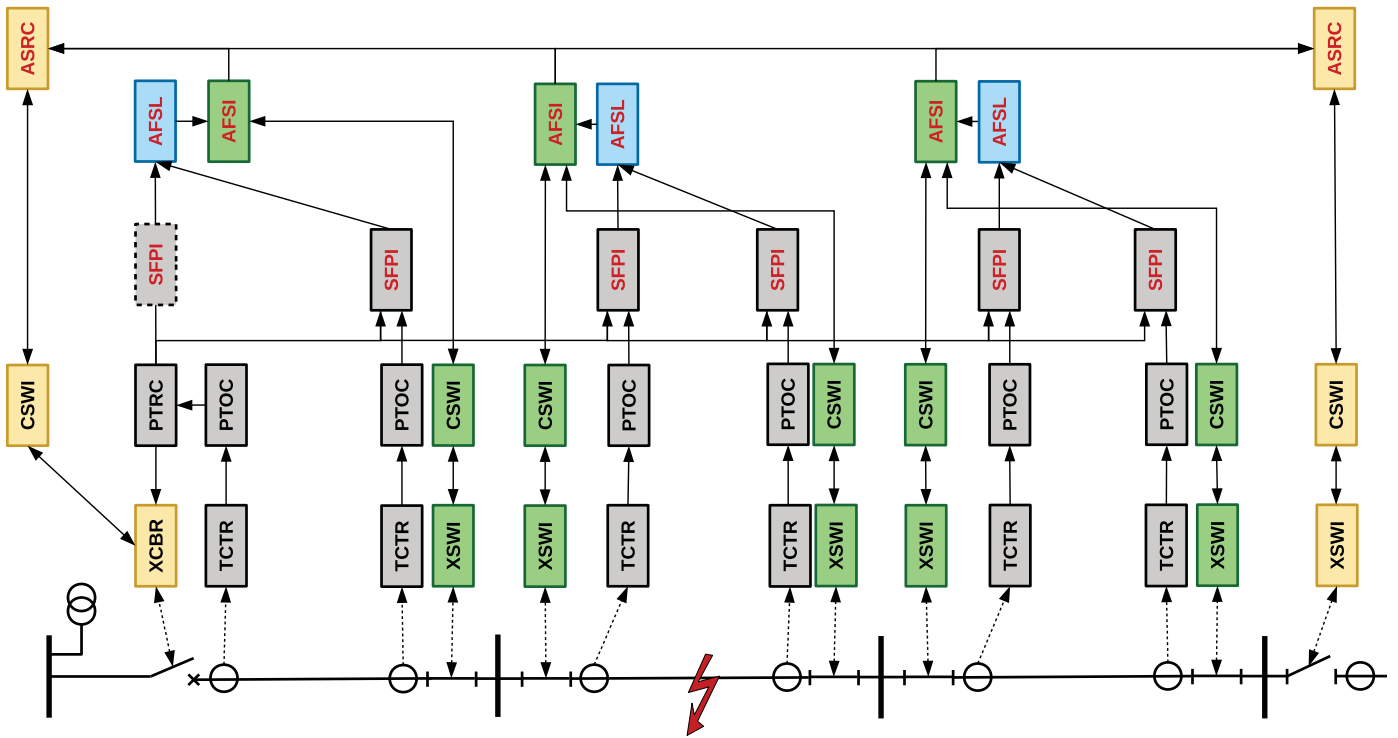 ASRC
ASRC
AFSL
AFSI
AFSI
AFSL
AFSI
AFSL
SFPI
SFPI
SFPI
SFPI
SFPI
SFPI
CSWI
PTRC
PTOC
PTOC
CSWI
CSWI
PTOC
PTOC
CSWI
CSWI
PTOC
PTOC
CSWI
CSWI
XCBR
TCTR
TCTR
XSWI
XSWI
TCTR
TCTR
XSWI
XSWI
TCTR
TCTR
XSWI
XSWI